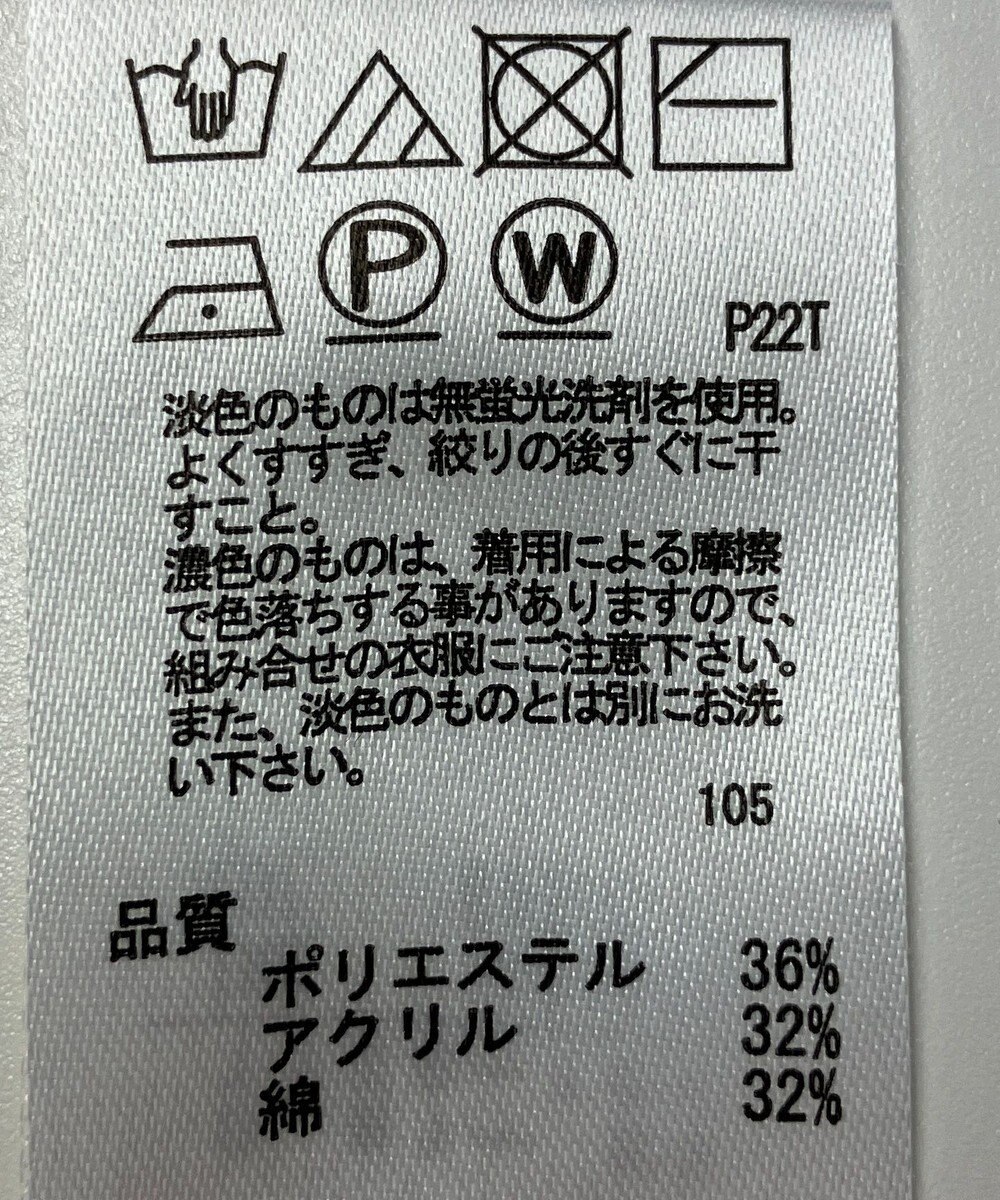 P
W
P22T
淡色のものは無蛍光洗剤を使用。
よくすすぎ、絞りの後すぐに干
すこと。
濃色のものは、着用による摩擦
で色落ちする事がありますので、
組み合せの衣服にご注意下さい。
また、淡色のものとは別にお洗
い下さい。
105
品質
ポリエステル 36%
アクリル 32%
綿 32%